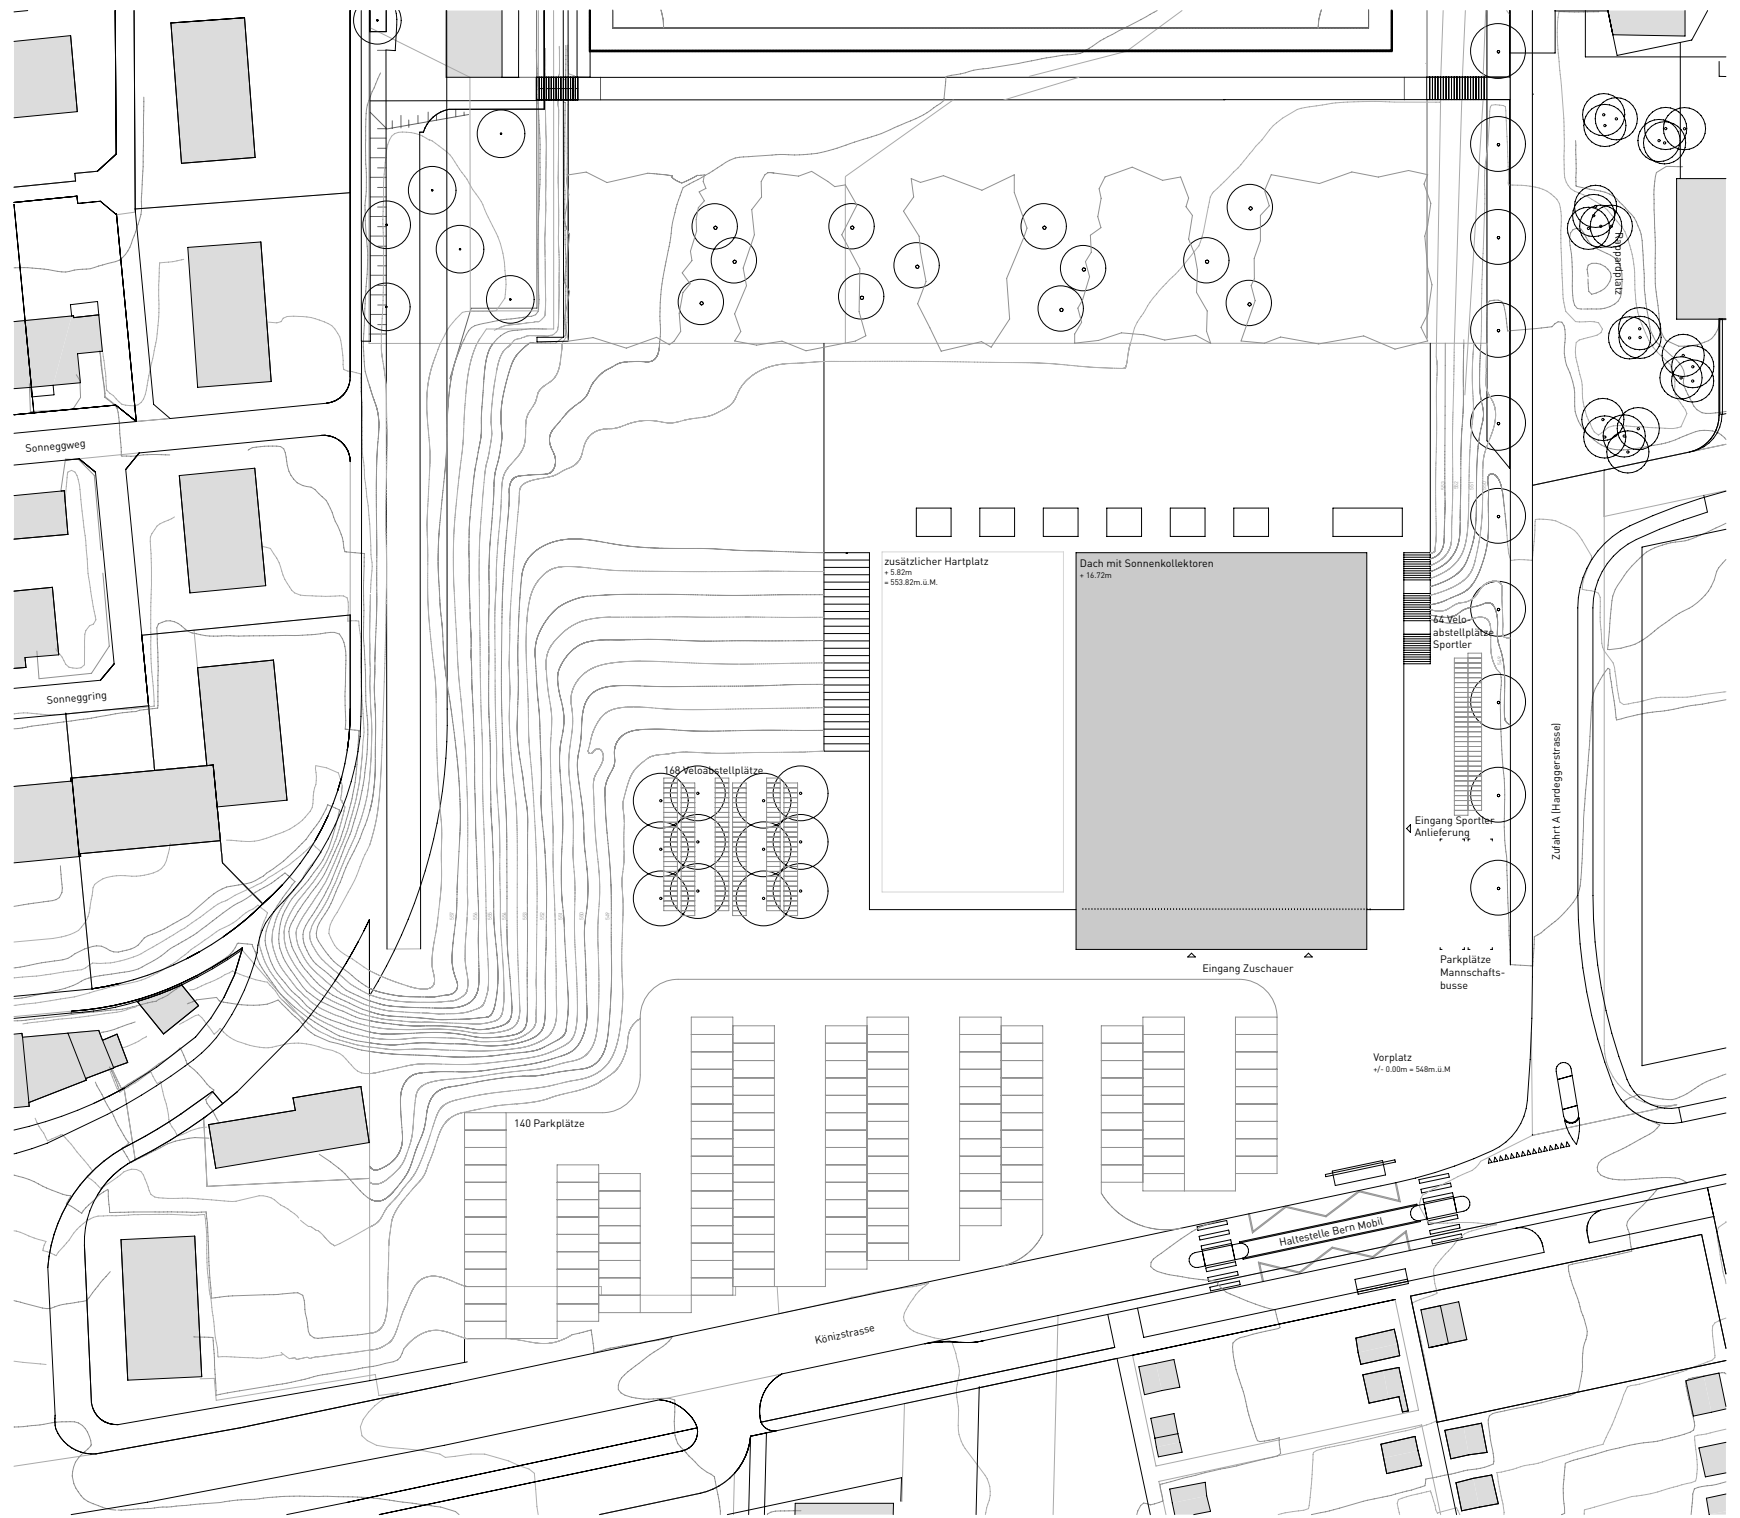 Rappardplatz
Sonneggweg
zusätzlicher Hartplatz
+ 5.82m
= 553.82m.ü.M.
Dach mit Sonnenkollektoren
+ 16.72m
64 Velo-
abstellplätze
Sportler
Sonneggring
Zufahrt A (Hardeggerstrasse)
168 Veloabstellplätze
Eingang Sportler
Anlieferung
Eingang Zuschauer
Parkplätze
Mannschafts-
busse
Vorplatz
+/- 0.00m = 548m.ü.M
140 Parkplätze
Haltestelle Bern Mobil
Könizstrasse